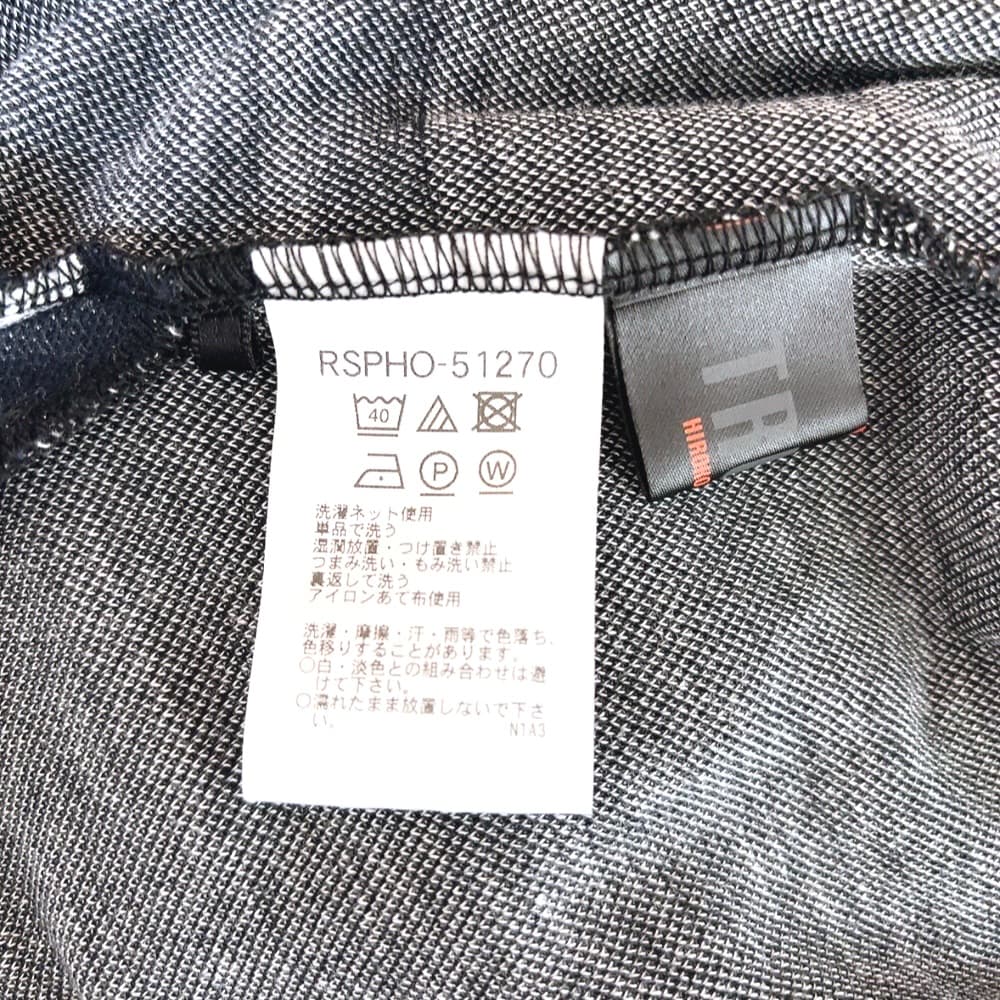 RSPHO-51270
40
P
W
洗濯ネット使用
単品で洗う
湿潤放置・つけ置き禁止
つまみ洗い・もみ洗い禁止
裏返して洗う
アイロンあて布使用
洗濯・摩擦・汗・雨等で色落ち、
色移りすることがあります。
○白・淡色との組み合わせは避
けて下さい。
○濡れたまま放置しないで下さ
い。
N1A3
TR